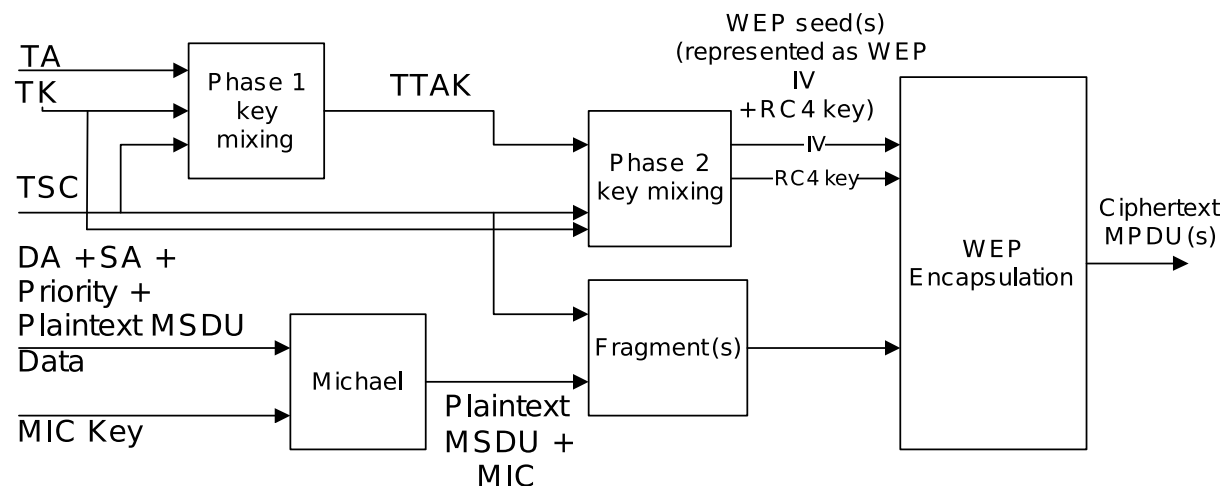 TA
TK
TSC
DA +SA +
Priority +
Plaintext MSDU
Data
MIC Key
Phase 1
key
mixing
TTAK
WEP seed(s)
(represented as WEP
IV
+RC4 key)
Phase 2
key mixing
IV
RC4 key
Michael
Plaintext
MSDU +
MIC
Fragment(s)
WEP
Encapsulation
Ciphertext
MPDU(s)